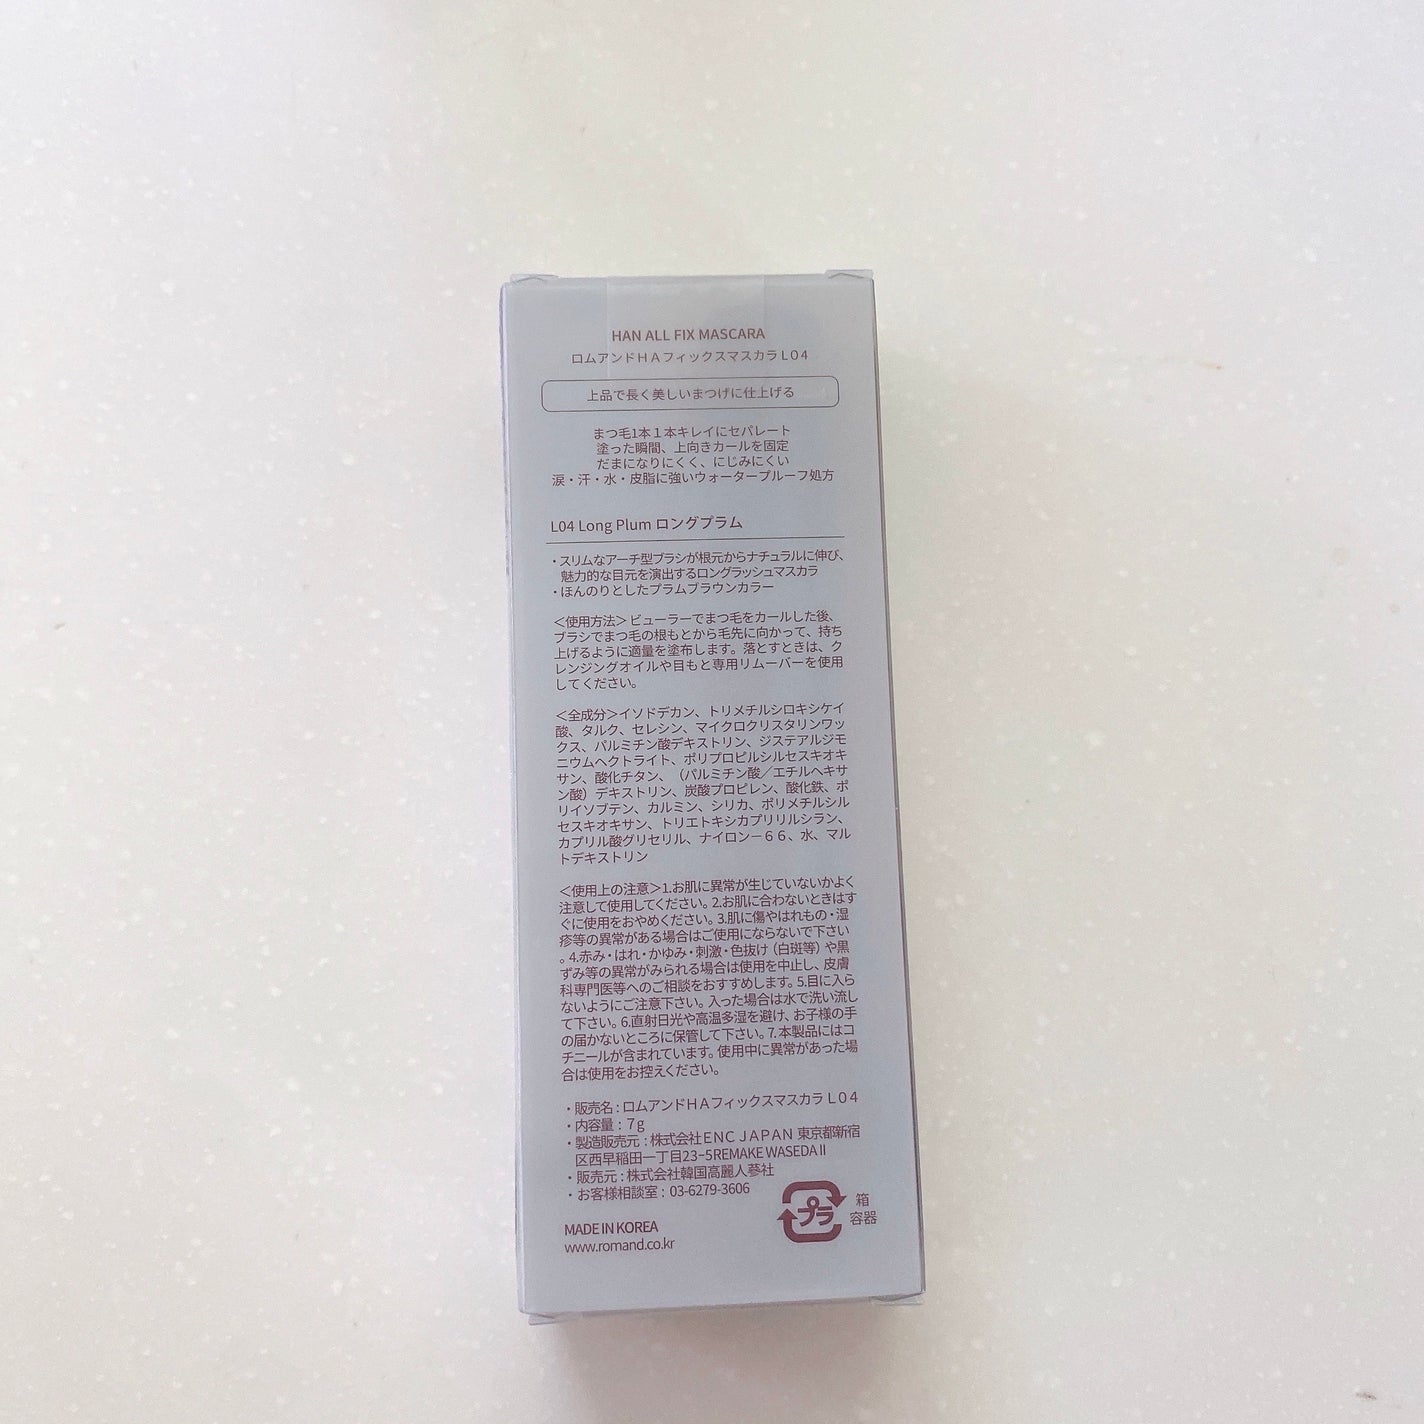 HAN ALL FIX MASCARA
ロムアンドＨＡフィックスマスカラＬ０４
上品で長く美しいまつげに仕上げる
まつ毛1本１本キレイにセパレート
塗った瞬間、上向きカールを固定
だまになりにくく、にじみにくい
涙・汗・水・皮脂に強いウォータープルーフ処方
L04 Long Plum ロングプラム
・スリムなアーチ型ブラシが根元からナチュラルに伸び、
魅力的な目元を演出するロングラッシュマスカラ
・ほんのりとしたプラムブラウンカラー
＜使用方法＞ ビューラーでまつ毛をカールした後、
ブラシでまつ毛の根もとから毛先に向かって、持ち
上げるように適量を塗布します。落とすときは、ク
レンジングオイルや目もと専用リムーバーを使用
してください。
＜全成分＞イソドデカン、トリメチルシロキシケイ
酸、タルク、セレシン、マイクロクリスタリンワッ
クス、パルミチン酸デキストリン、ジステアルジモ
ニウムヘクトライト、ポリプロピルシルセスキオキ
サン、酸化チタン、（パルミチン酸／エチルヘキサ
ン酸）デキストリン、炭酸プロピレン、酸化鉄、ポ
リイソブテン、カルミン、シリカ、ポリメチルシル
セスキオキサン、トリエトキシカプリリルシラン、
カプリル酸グリセリル、ナイロン－６６、水、マル
トデキストリン
＜使用上の注意＞1.お肌に異常が生じていないかよく
注意して使用してください。2.お肌に合わないときはす
ぐに使用をおやめください。3.肌に傷やはれもの・湿
疹等の異常がある場合はご使用にならないで下さい
。4.赤み・はれ・かゆみ・刺激・色抜け（白斑等）や黒
ずみ等の異常がみられる場合は使用を中止し、皮膚
科専門医等へのご相談をおすすめします。5.目に入ら
ないようにご注意下さい。入った場合は水で洗い流し
て下さい。6.直射日光や高温多湿を避け、お子様の手
の届かないところに保管して下さい。7.本製品にはコ
チニールが含まれています。使用中に異常があった場
合は使用をお控えください。
・販売名：ロムアンドＨＡフィックスマスカラ Ｌ０４
・内容量：７g
・製造販売元：株式会社ＥＮＣ ＪＡＰＡＮ 東京都新宿
区西早稲田一丁目23−5REMAKE WASEDAⅡ
・販売元：株式会社韓国高麗人蔘社
・お客様相談室：03-6279-3606
MADE IN KOREA
www.romand.co.kr
プラ
箱
容器